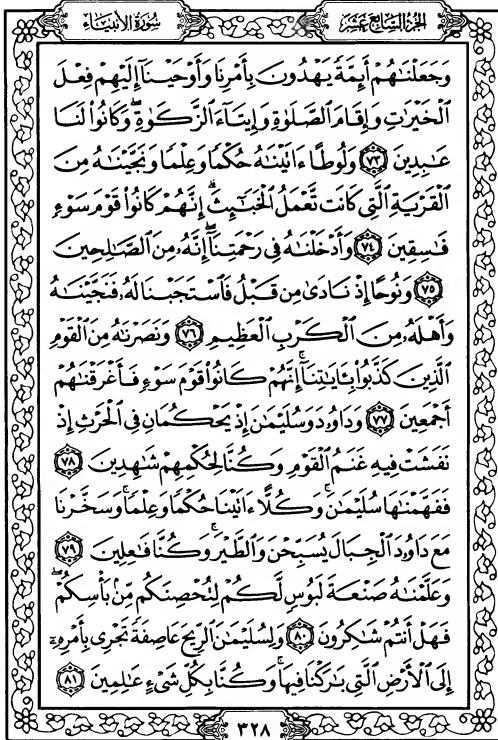 الجزء السابع عشر
سورة الأنبياء
وَجَعَلْنَٰهُمْ أَئِمَّةً يَهْدُونَ بِأَمْرِنَا وَأَوْحَيْنَآ إِلَيْهِمْ فِعْلَ
ٱلْخَيْرَٰتِ وَإِقَامَ ٱلصَّلَوٰةِ وَإِيتَآءَ ٱلزَّكَوٰةِ ۖ وَكَانُوا۟ لَنَا
عَٰبِدِينَ ٧٣ وَلُوطًا ءَاتَيْنَٰهُ حُكْمًا وَعِلْمًا وَنَجَّيْنَٰهُ مِنَ
ٱلْقَرْيَةِ ٱلَّتِى كَانَت تَّعْمَلُ ٱلْخَبَٰٓئِثَ ۗ إِنَّهُمْ كَانُوا۟ قَوْمَ سَوْءٍ
فَٰسِقِينَ ٧٤ وَأَدْخَلْنَٰهُ فِى رَحْمَتِنَآ ۖ إِنَّهُۥ مِنَ ٱلصَّٰلِحِينَ
٧٥ وَنُوحًا إِذْ نَادَىٰ مِن قَبْلُ فَٱسْتَجَبْنَا لَهُۥ فَنَجَّيْنَٰهُ
وَأَهْلَهُۥ مِنَ ٱلْكَرْبِ ٱلْعَظِيمِ ٧٦ وَنَصَرْنَٰهُ مِنَ ٱلْقَوْمِ
ٱلَّذِينَ كَذَّبُوا۟ بِـَٔايَٰتِنَآ ۚ إِنَّهُمْ كَانُوا۟ قَوْمَ سَوْءٍ فَأَغْرَقْنَٰهُمْ
أَجْمَعِينَ ٧٧ وَدَاوُۥدَ وَسُلَيْمَٰنَ إِذْ يَحْكُمَانِ فِى ٱلْحَرْثِ إِذْ
نَفَشَتْ فِيهِ غَنَمُ ٱلْقَوْمِ وَكُنَّا لِحُكْمِهِمْ شَٰهِدِينَ ٧٨
فَفَهَّمْنَٰهَا سُلَيْمَٰنَ ۚ وَكُلًّا ءَاتَيْنَا حُكْمًا وَعِلْمًا ۚ وَسَخَّرْنَا
مَعَ دَاوُۥدَ ٱلْجِبَالَ يُسَبِّحْنَ وَٱلطَّيْرَ ۚ وَكُنَّا فَٰعِلِينَ ٧٩
وَعَلَّمْنَٰهُ صَنْعَةَ لَبُوسٍ لَّكُمْ لِتُحْصِنَكُم مِّنۢ بَأْسِكُمْ ۖ
فَهَلْ أَنتُمْ شَٰكِرُونَ ٨٠ وَلِسُلَيْمَٰنَ ٱلرِّيحَ عَاصِفَةً تَجْرِى بِأَمْرِهِۦٓ
إِلَى ٱلْأَرْضِ ٱلَّتِى بَٰرَكْنَا فِيهَا ۚ وَكُنَّا بِكُلِّ شَىْءٍ عَٰلِمِينَ ٨١
٣٢٨